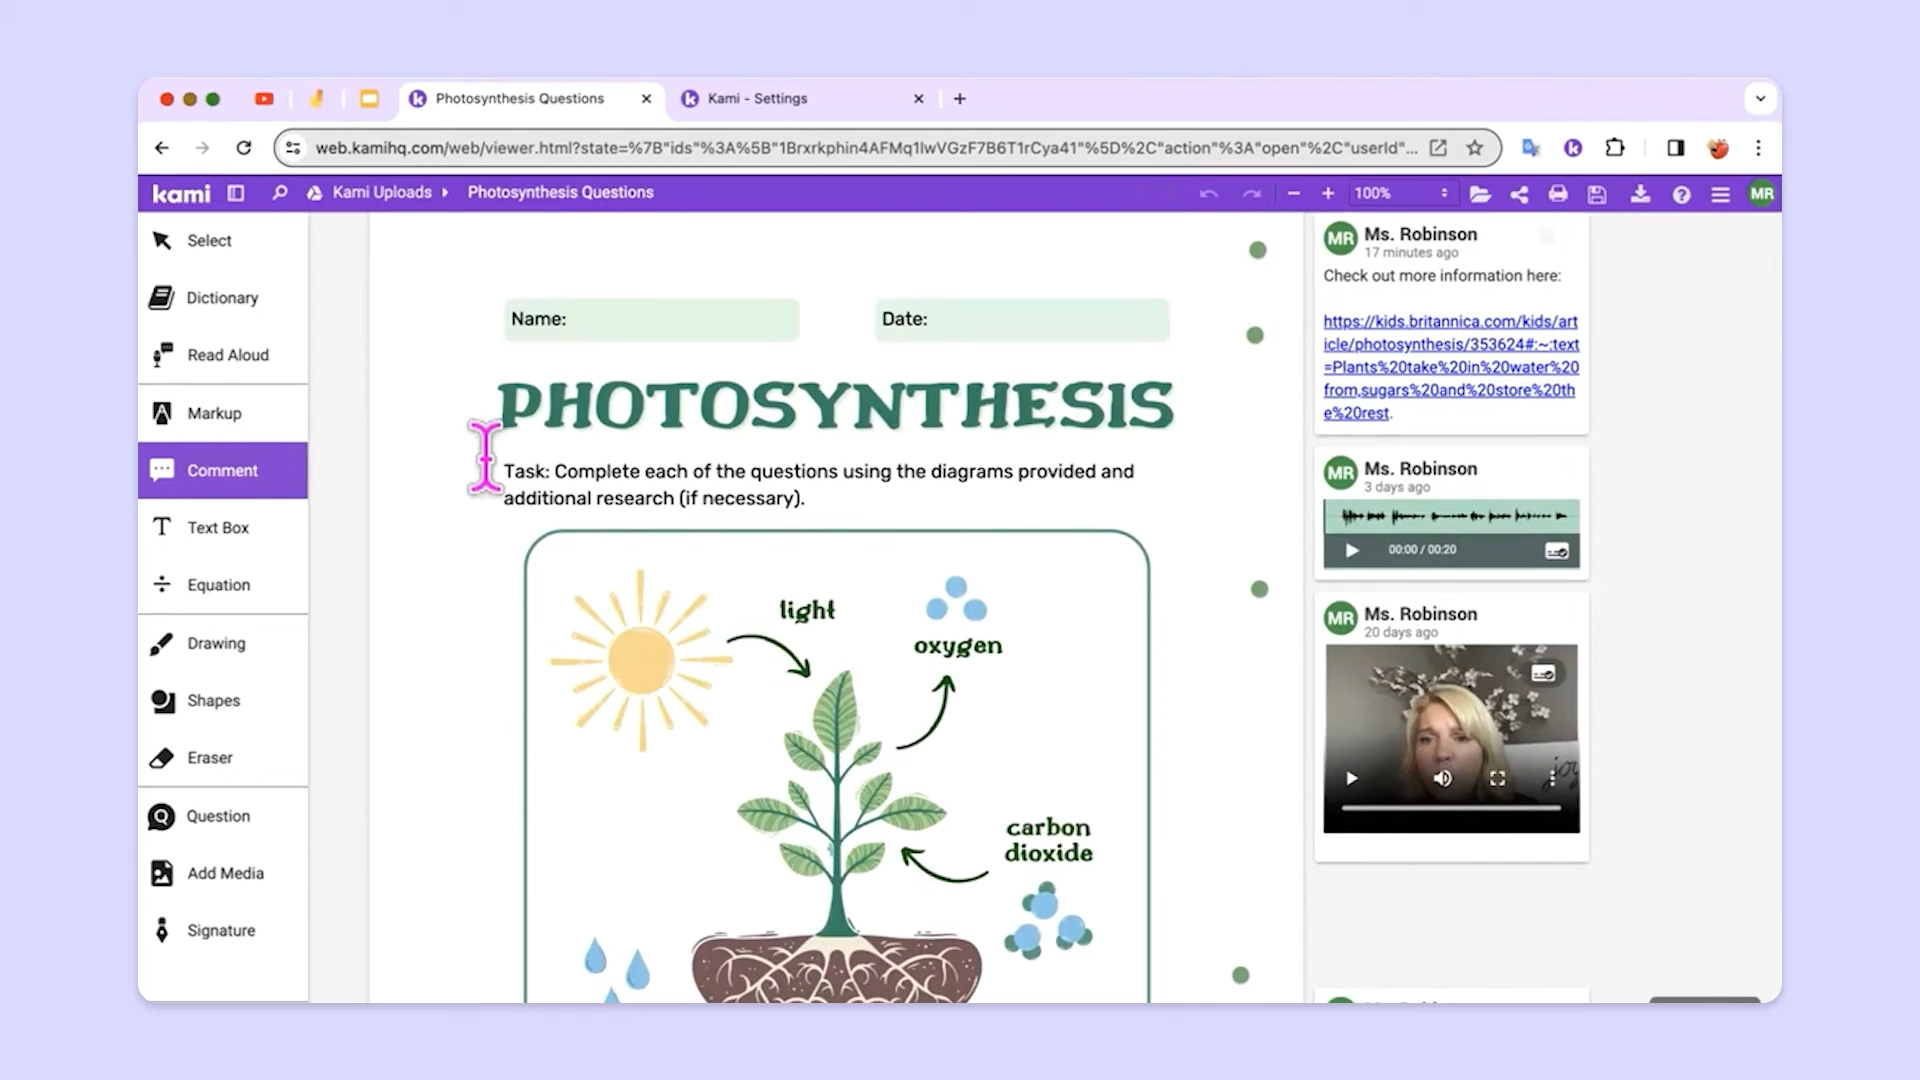 Photosynthesis Questions
Kami - Settings
web.kamihq.com/web/viewer.html?state=%7B"ids"%3A%5B"1Brxrkphin4AFMq1lwVGzF7B6T1rCya41"%5D%2C"action"%3A"open"%2C"userId"...
kami
Kami Uploads
Photosynthesis Questions
100%
MR
Select
Dictionary
Read Aloud
Markup
Comment
Text Box
Equation
Drawing
Shapes
Eraser
Question
Add Media
Signature
Name:
Date:
PHOTOSYNTHESIS
Task: Complete each of the questions using the diagrams provided and
additional research (if necessary).
light
oxygen
carbon
dioxide
MR
Ms. Robinson
17 minutes ago
Check out more information here:
https://kids.britannica.com/kids/art
icle/photosynthesis/353624#:~:text
=Plants%20take%20in%20water%20
from,sugars%20and%20store%20th
e%20rest.
MR
Ms. Robinson
3 days ago
00:00 / 00:20
MR
Ms. Robinson
20 days ago
joy